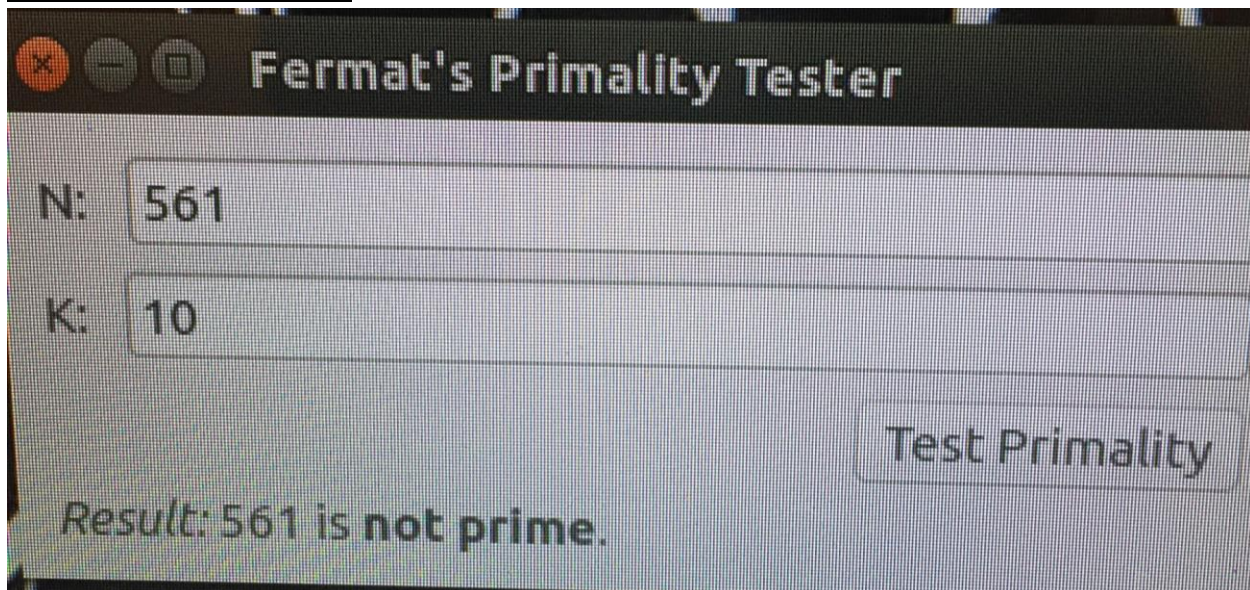 Fermat's Primality Tester
N: 561
K: 10
Test Primality
Result: 561 is not prime.